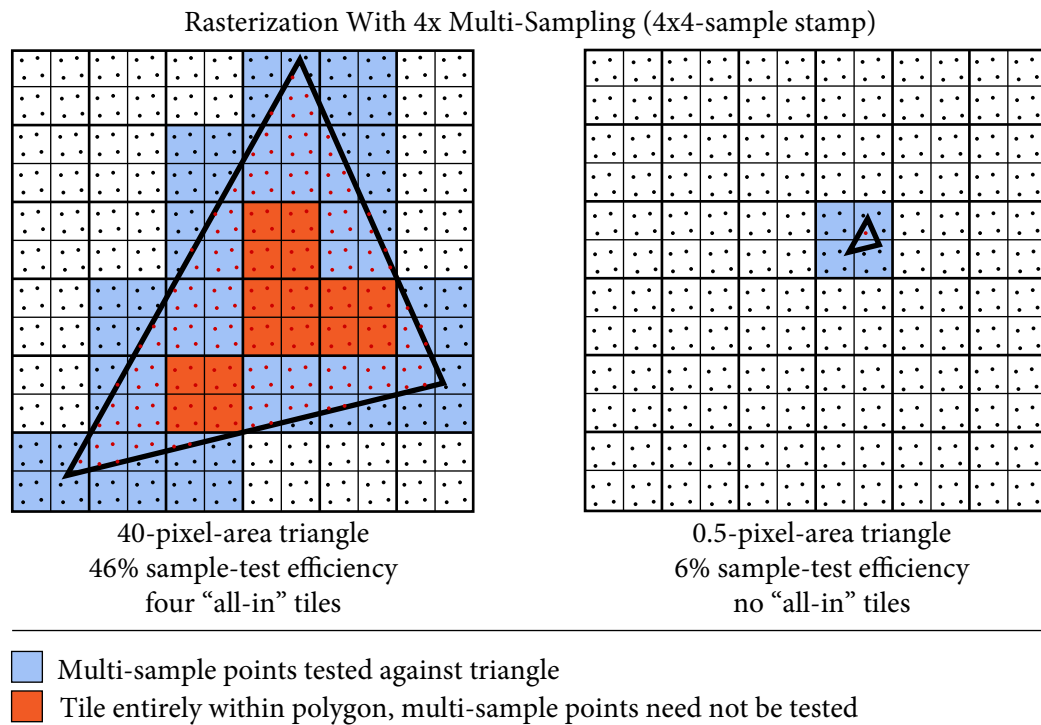 Rasterization With 4x Multi-Sampling (4x4-sample stamp)
40-pixel-area triangle
46% sample-test efficiency
four “all-in” tiles
0.5-pixel-area triangle
6% sample-test efficiency
no “all-in” tiles
Multi-sample points tested against triangle
Tile entirely within polygon, multi-sample points need not be tested